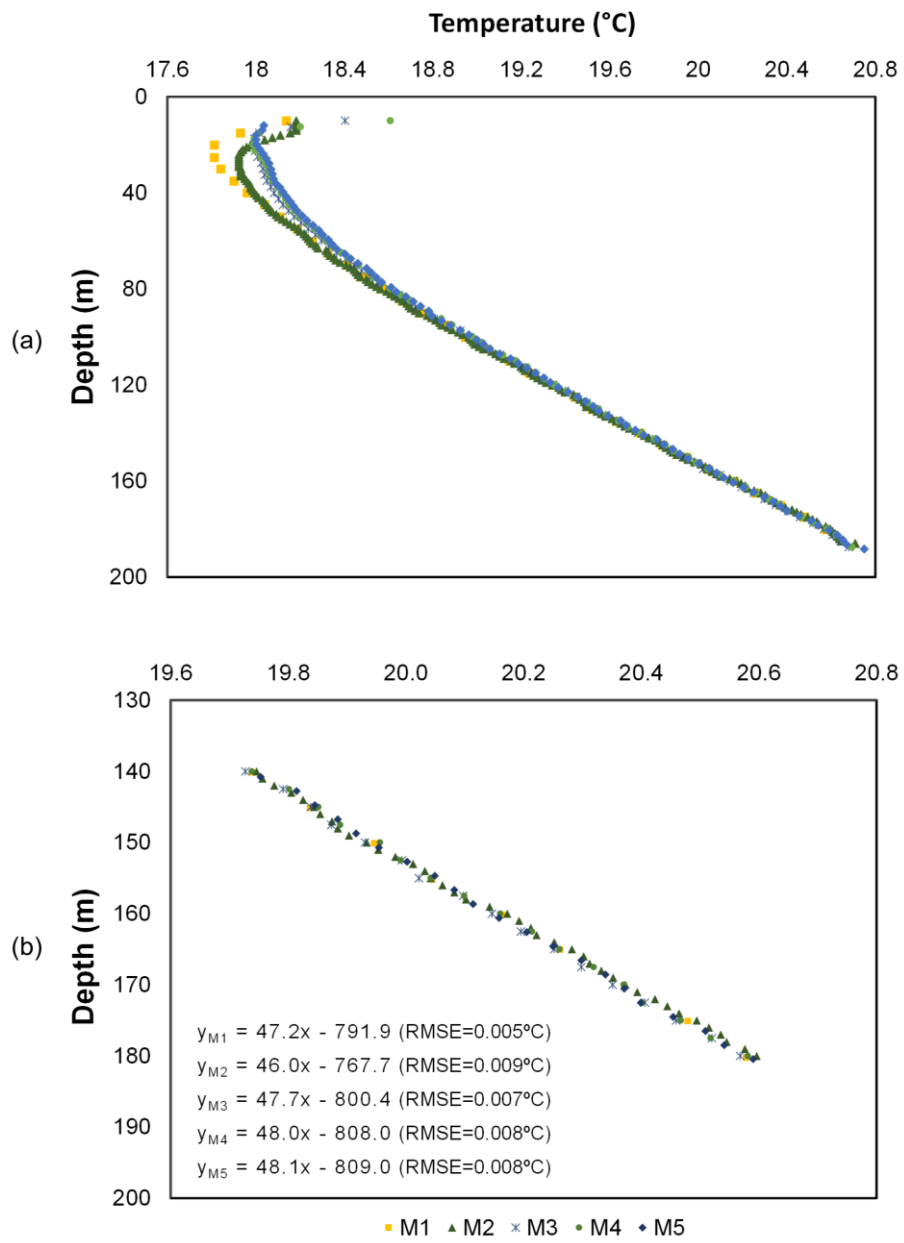 Temperature (°C)
17.6 18 18.4 18.8 19.2 19.6 20 20.4 20.8
0
40
80
120
160
200
Depth (m)
(a)
19.6 19.8 20.0 20.2 20.4 20.6 20.8
130
140
150
160
170
180
190
200
Depth (m)
(b)
yM1 = 47.2x - 791.9 (RMSE=0.005ºC)
yM2 = 46.0x - 767.7 (RMSE=0.009ºC)
yM3 = 47.7x - 800.4 (RMSE=0.007ºC)
yM4 = 48.0x - 808.0 (RMSE=0.008ºC)
yM5 = 48.1x - 809.0 (RMSE=0.008ºC)
M1 M2 M3 M4 M5